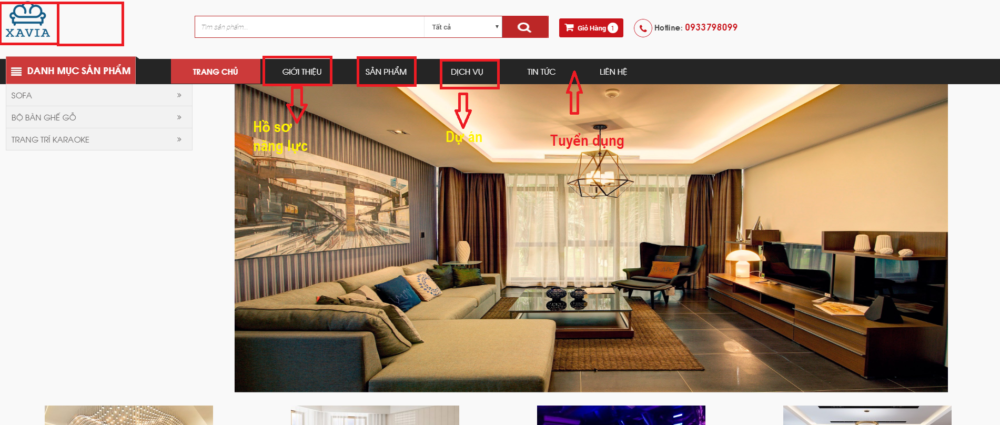 XAVIA
Tìm sản phẩm...
Tất cả
Giỏ Hàng 1
Hotline: 0933798099
DANH MỤC SẢN PHẨM
TRANG CHỦ
GIỚI THIỆU
SẢN PHẨM
DỊCH VỤ
TIN TỨC
LIÊN HỆ
SOFA
BỘ BÀN GHẾ GỖ
TRANG TRÍ KARAOKE
Hồ sơ
năng lực
Dự án
Tuyển dụng